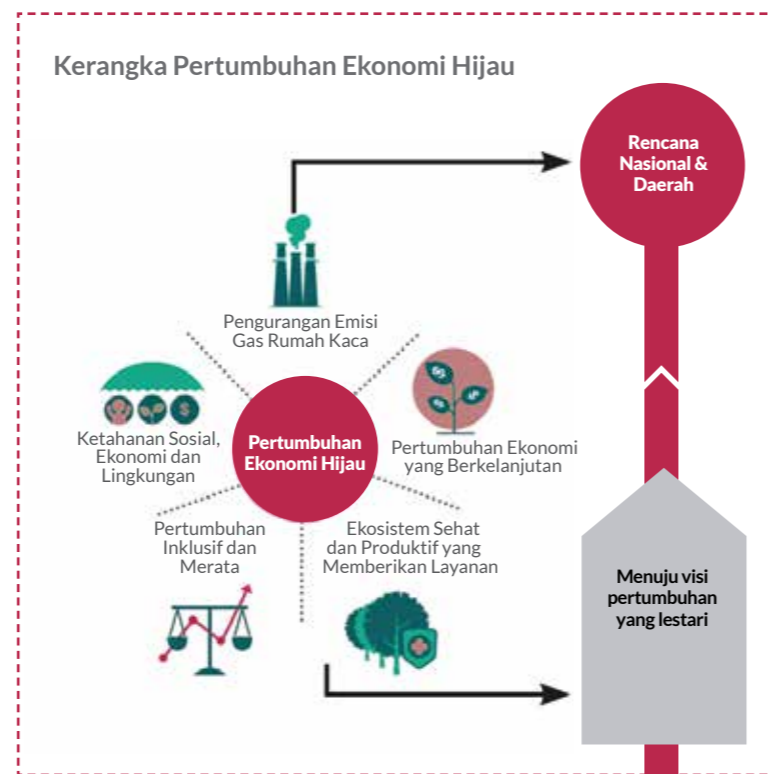 Kerangka Pertumbuhan Ekonomi Hijau
Rencana
Nasional &
Daerah
Pengurangan Emisi
Gas Rumah Kaca
Ketahanan Sosial,
Ekonomi dan
Lingkungan
Pertumbuhan
Ekonomi Hijau
Pertumbuhan Ekonomi
yang Berkelanjutan
Pertumbuhan
Inklusif dan
Merata
Ekosistem Sehat
dan Produktif yang
Memberikan Layanan
Menuju visi
pertumbuhan
yang lestari